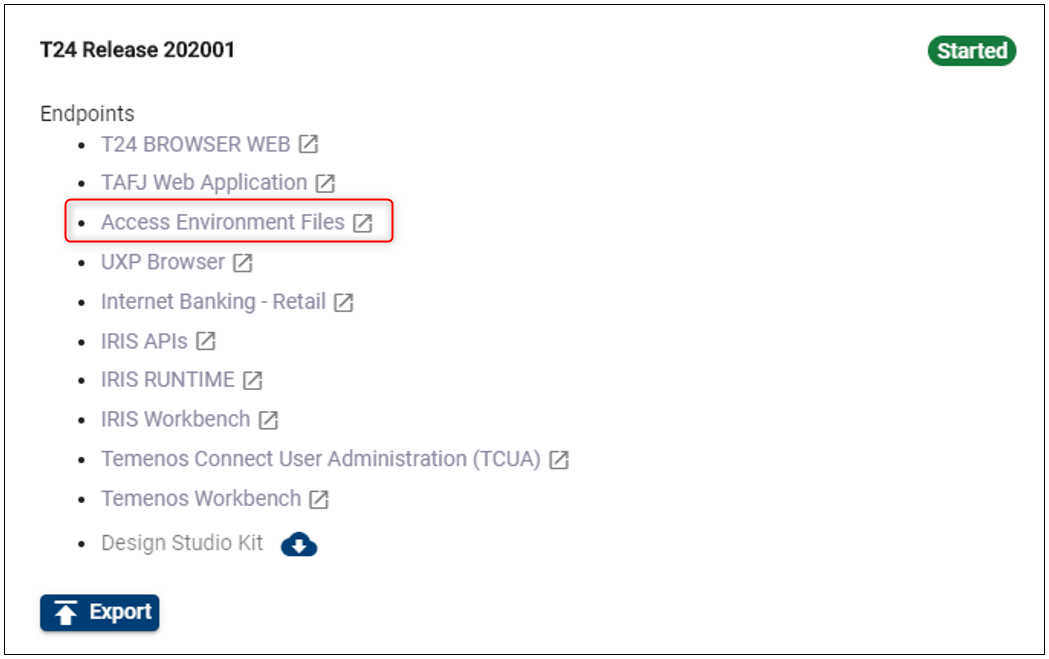 T24 Release 202001
Started
Endpoints
T24 BROWSER WEB
TAFJ Web Application
Access Environment Files
UXP Browser
Internet Banking - Retail
IRIS APIs
IRIS RUNTIME
IRIS Workbench
Temenos Connect User Administration (TCUA)
Temenos Workbench
Design Studio Kit
Export